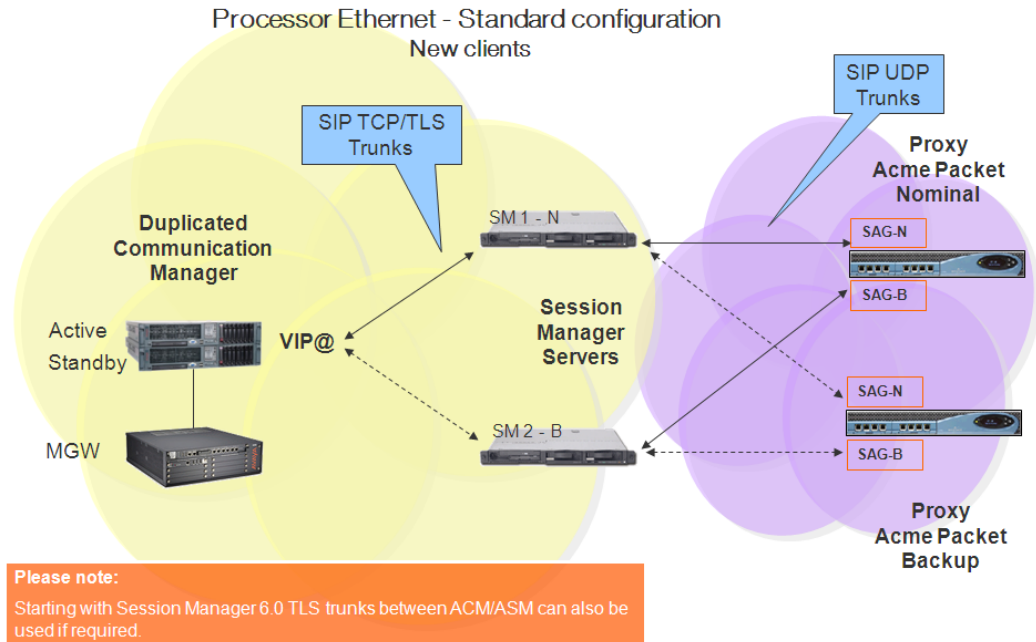 Processor Ethernet - Standard configuration
New clients
SIP TCP/TLS
Trunks
SIP UDP
Trunks
Proxy
Acme Packet
Nominal
Duplicated
Communication
Manager
SM 1 - N
SAG-N
SAG-B
Active
Standby
VIP@
Session
Manager
Servers
MGW
SM 2 - B
SAG-N
SAG-B
Proxy
Acme Packet
Backup
Please note:
Starting with Session Manager 6.0 TLS trunks between ACM/ASM can also be
used if required.